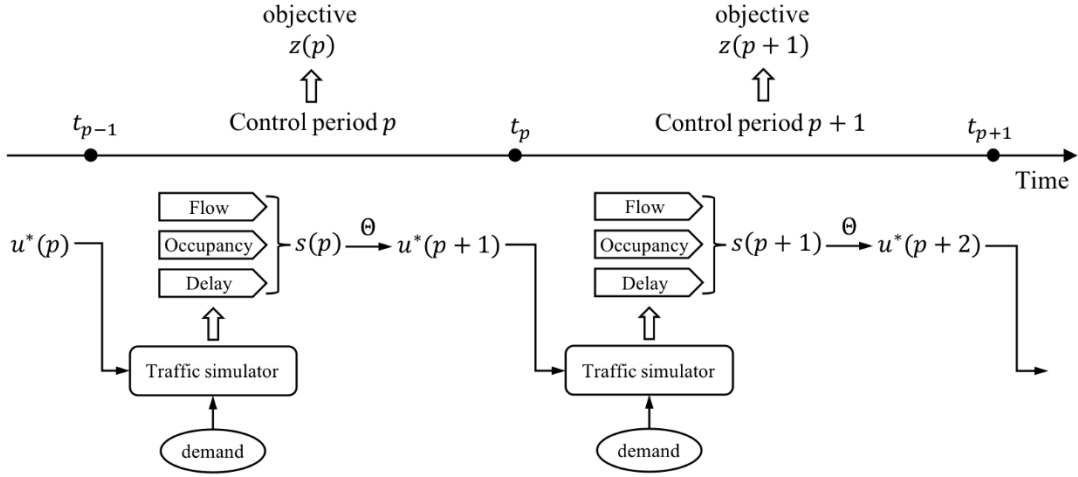 objective
z(p)
objective
z(p + 1)
t_{p−1}
Control period p
t_p
Control period p + 1
t_{p+1}
Time
Flow
Occupancy
Delay
u*(p)
s(p)
Θ
u*(p + 1)
Traffic simulator
demand
Flow
Occupancy
Delay
s(p + 1)
Θ
u*(p + 2)
Traffic simulator
demand